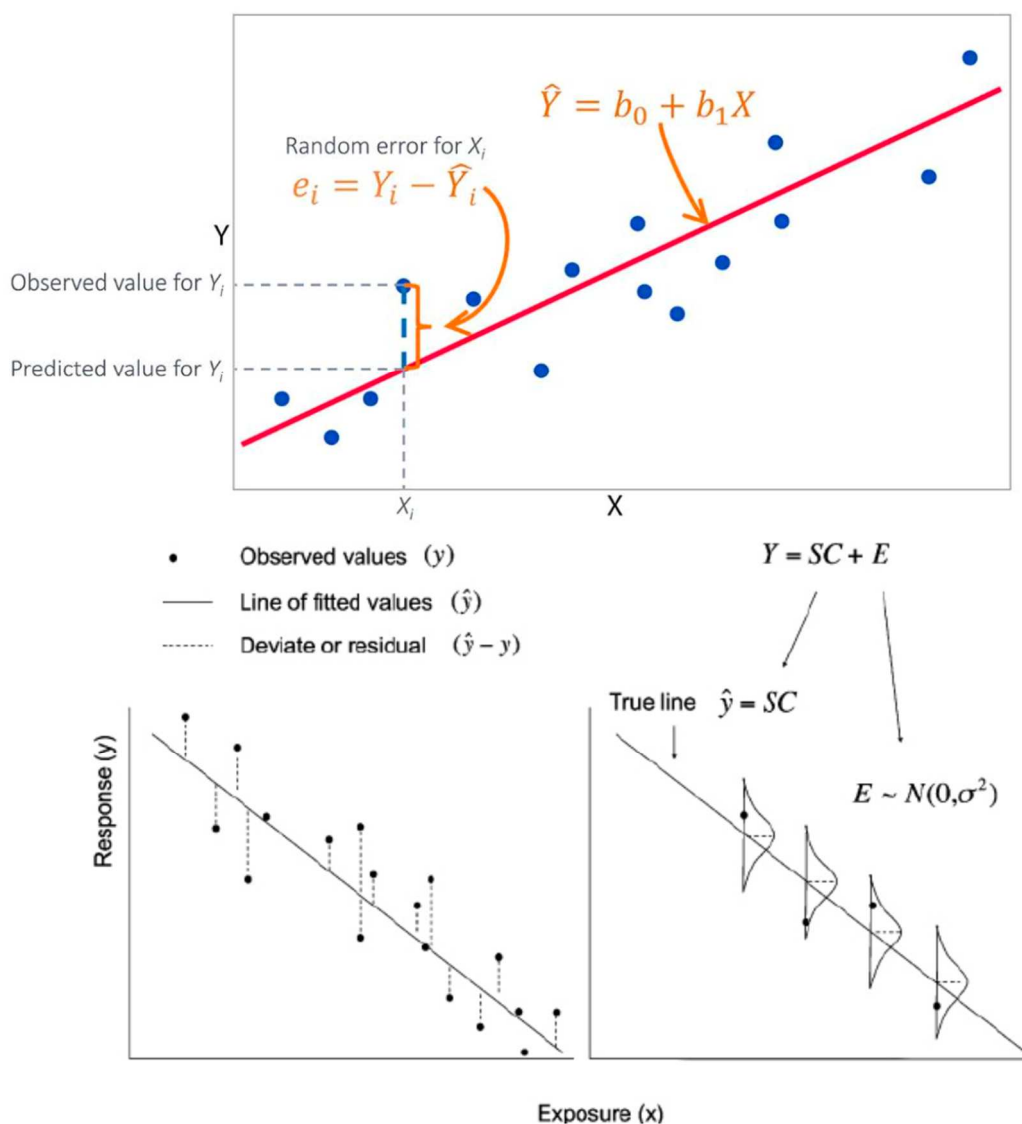 Ŷ = b₀ + b₁X
Random error for Xᵢ
eᵢ = Yᵢ − Ŷᵢ
Y
Observed value for Yᵢ
Predicted value for Yᵢ
Xᵢ
X
Observed values (y)
Line of fitted values (ŷ)
Deviate or residual (ŷ − y)
Y = SC + E
True line ŷ = SC
E ~ N(0,σ²)
Response (y)
Exposure (x)